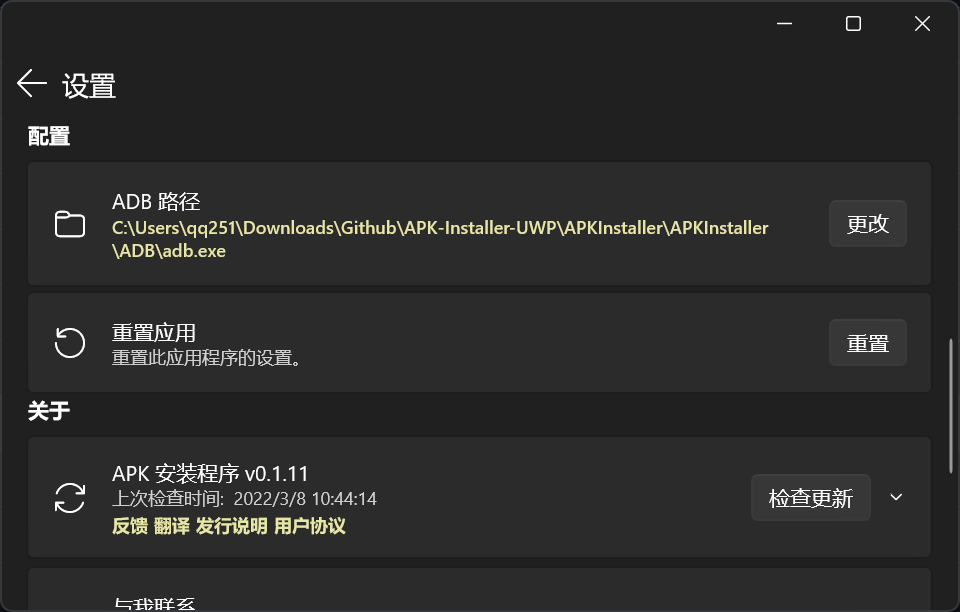 设置
配置
ADB 路径
C:\Users\qq251\Downloads\Github\APK-Installer-UWP\APKInstaller\APKInstaller
\ADB\adb.exe
更改
重置应用
重置此应用程序的设置。
重置
关于
APK 安装程序 v0.1.11
上次检查时间: 2022/3/8 10:44:14
反馈 翻译 发行说明 用户协议
检查更新
与我联系